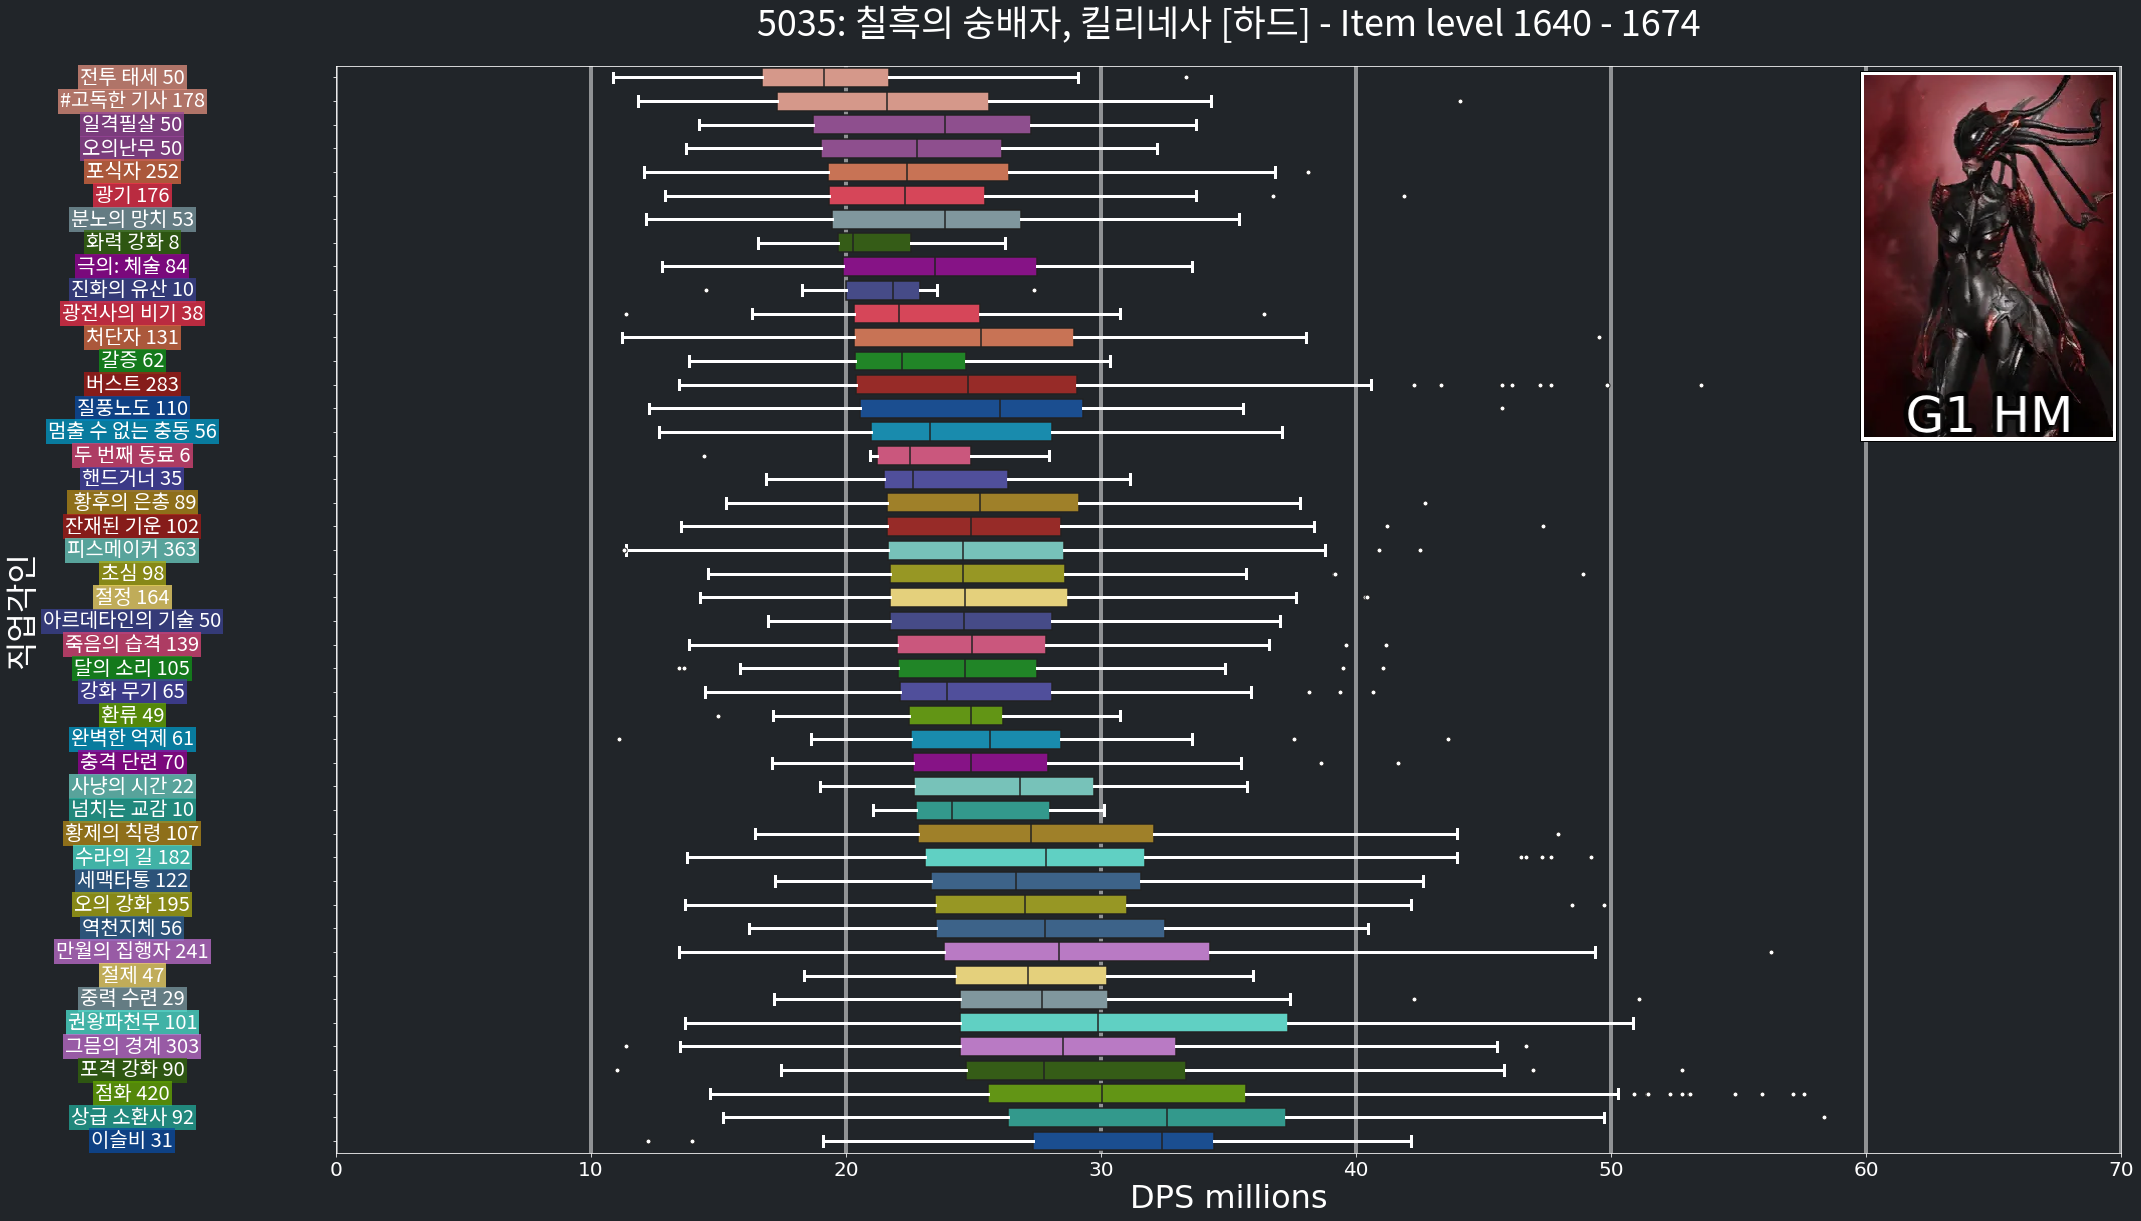 5035: 칠흑의 숭배자, 킬리네사 [하드] - Item level 1640 - 1674
직업각인
전투 태세 50
#고독한 기사 178
일격필살 50
오의난무 50
포식자 252
광기 176
분노의 망치 53
화력 강화 8
극의: 체술 84
진화의 유산 10
광전사의 비기 38
처단자 131
갈증 62
버스트 283
질풍노도 110
멈출 수 없는 충동 56
두 번째 동료 6
핸드거너 35
황후의 은총 89
잔재된 기운 102
피스메이커 363
초심 98
절정 164
아르데타인의 기술 50
죽음의 습격 139
달의 소리 105
강화 무기 65
환류 49
완벽한 억제 61
충격 단련 70
사냥의 시간 22
넘치는 교감 10
황제의 칙령 107
수라의 길 182
세맥타통 122
오의 강화 195
역천지체 56
만월의 집행자 241
절제 47
중력 수련 29
권왕파천무 101
그믐의 경계 303
포격 강화 90
점화 420
상급 소환사 92
이슬비 31
G1 HM
0 10 20 30 40 50 60 70
DPS millions